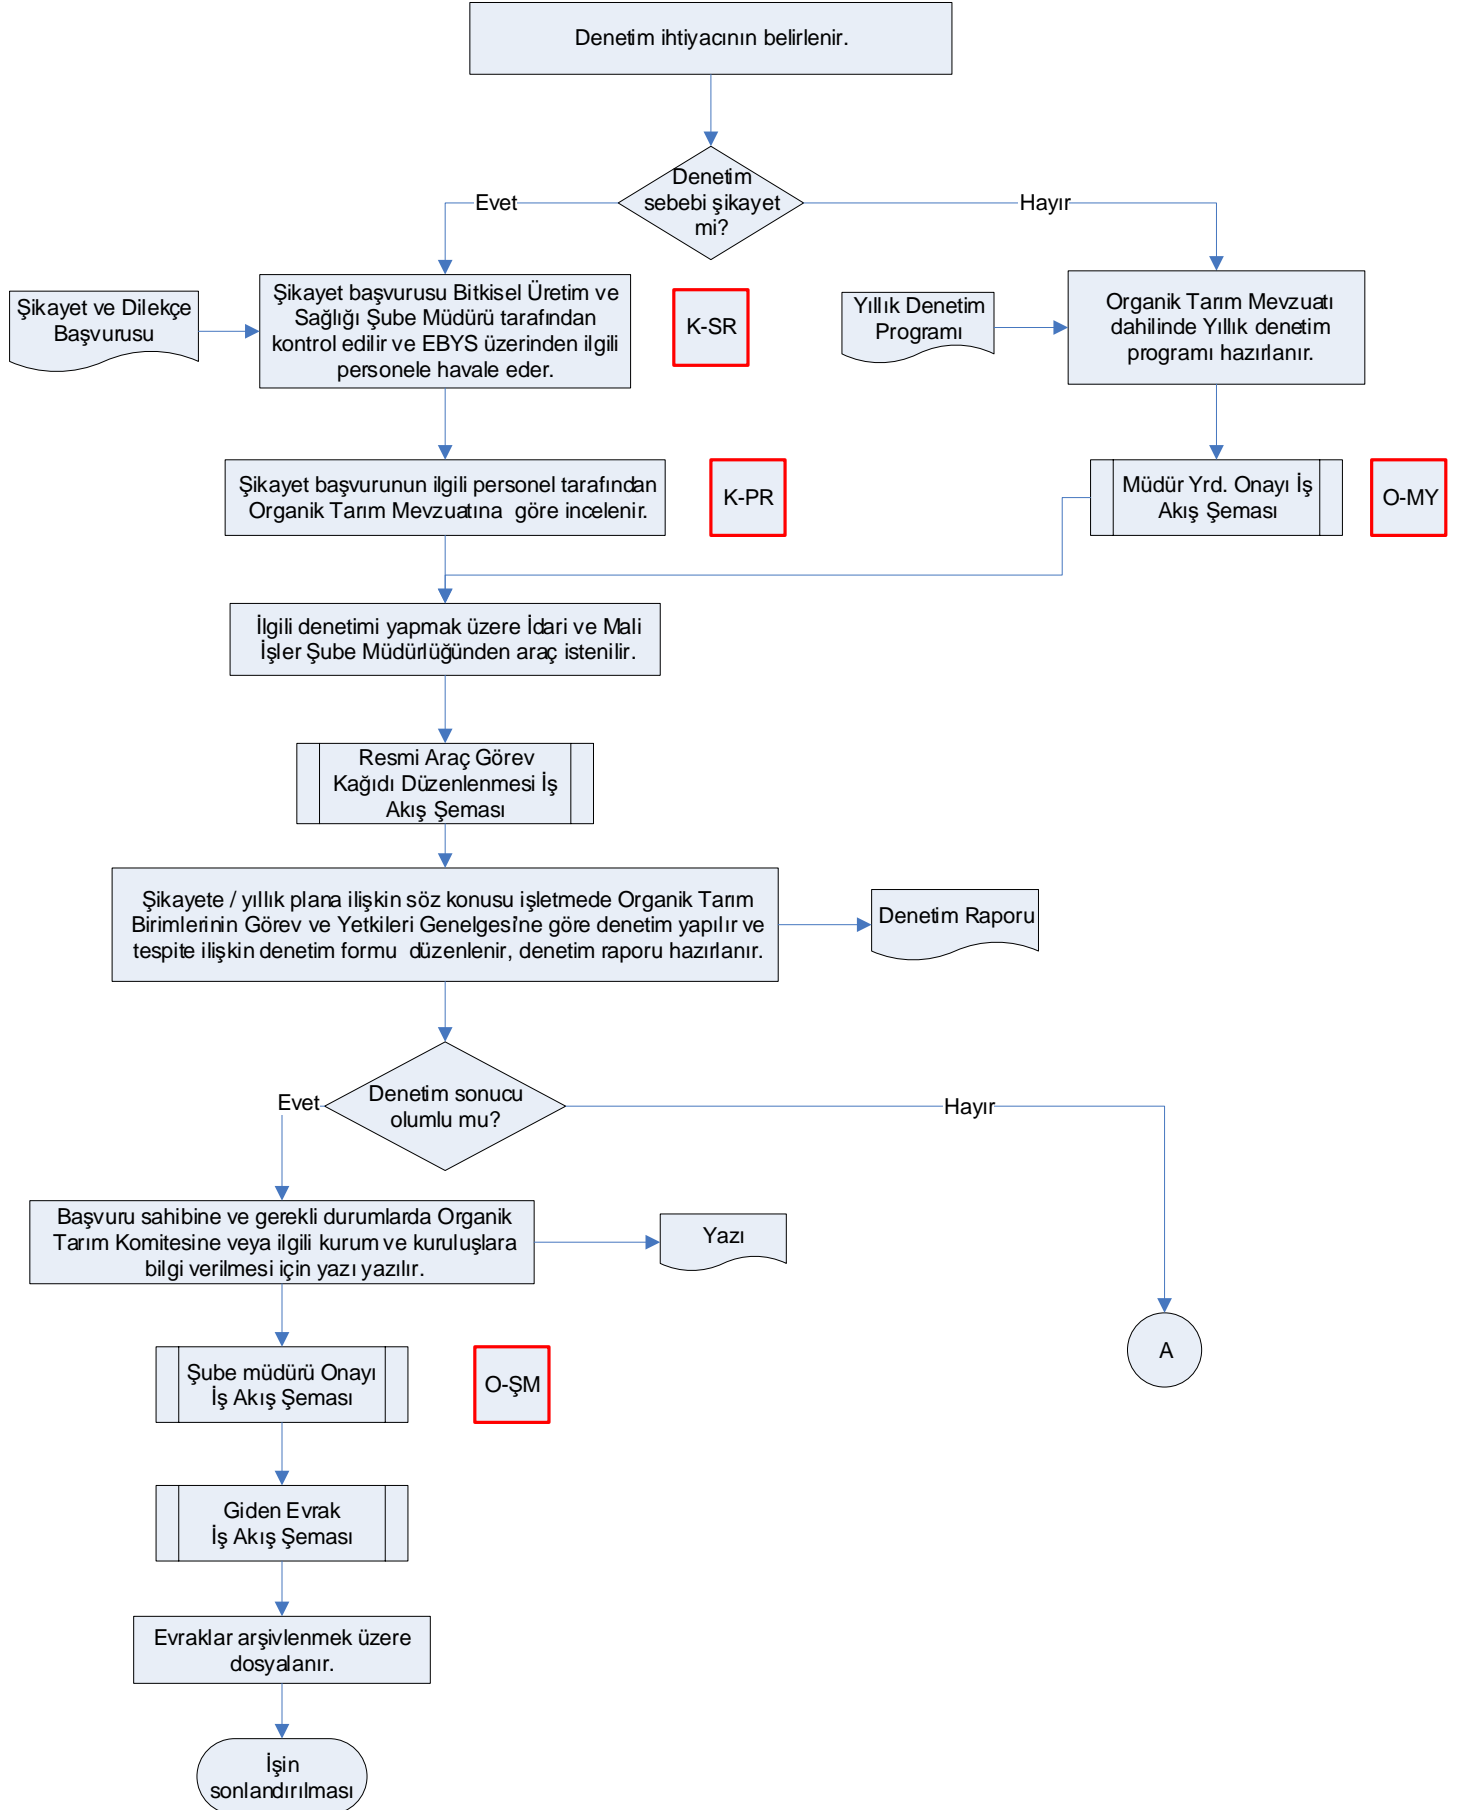 Denetim ihtiyacının belirlenir.
Denetim
sebebi şikayet
mi?
Evet
Hayır
Şikayet ve Dilekçe
Başvurusu
Şikayet başvurusu Bitkisel Üretim ve
Sağlığı Şube Müdürü tarafından
kontrol edilir ve EBYS üzerinden ilgili
personele havale eder.
K-SR
Yıllık Denetim
Programı
Organik Tarım Mevzuatı
dahilinde Yıllık denetim
programı hazırlanır.
Şikayet başvurunun ilgili personel tarafından
Organik Tarım Mevzuatına göre incelenir.
K-PR
Müdür Yrd. Onayı İş
Akış Şeması
O-MY
İlgili denetimi yapmak üzere İdari ve Mali
İşler Şube Müdürlüğünden araç istenilir.
Resmi Araç Görev
Kağıdı Düzenlenmesi İş
Akış Şeması
Şikayete / yıllık plana ilişkin söz konusu işletmede Organik Tarım
Birimlerinin Görev ve Yetkileri Genelgesi'ne göre denetim yapılır ve
tespite ilişkin denetim formu düzenlenir, denetim raporu hazırlanır.
Denetim Raporu
Denetim sonucu
olumlu mu?
Evet
Hayır
Başvuru sahibine ve gerekli durumlarda Organik
Tarım Komitesine veya ilgili kurum ve kuruluşlara
bilgi verilmesi için yazı yazılır.
Yazı
A
Şube müdürü Onayı
İş Akış Şeması
O-ŞM
Giden Evrak
İş Akış Şeması
Evraklar arşivlenmek üzere
dosyalanır.
İşin
sonlandırılması